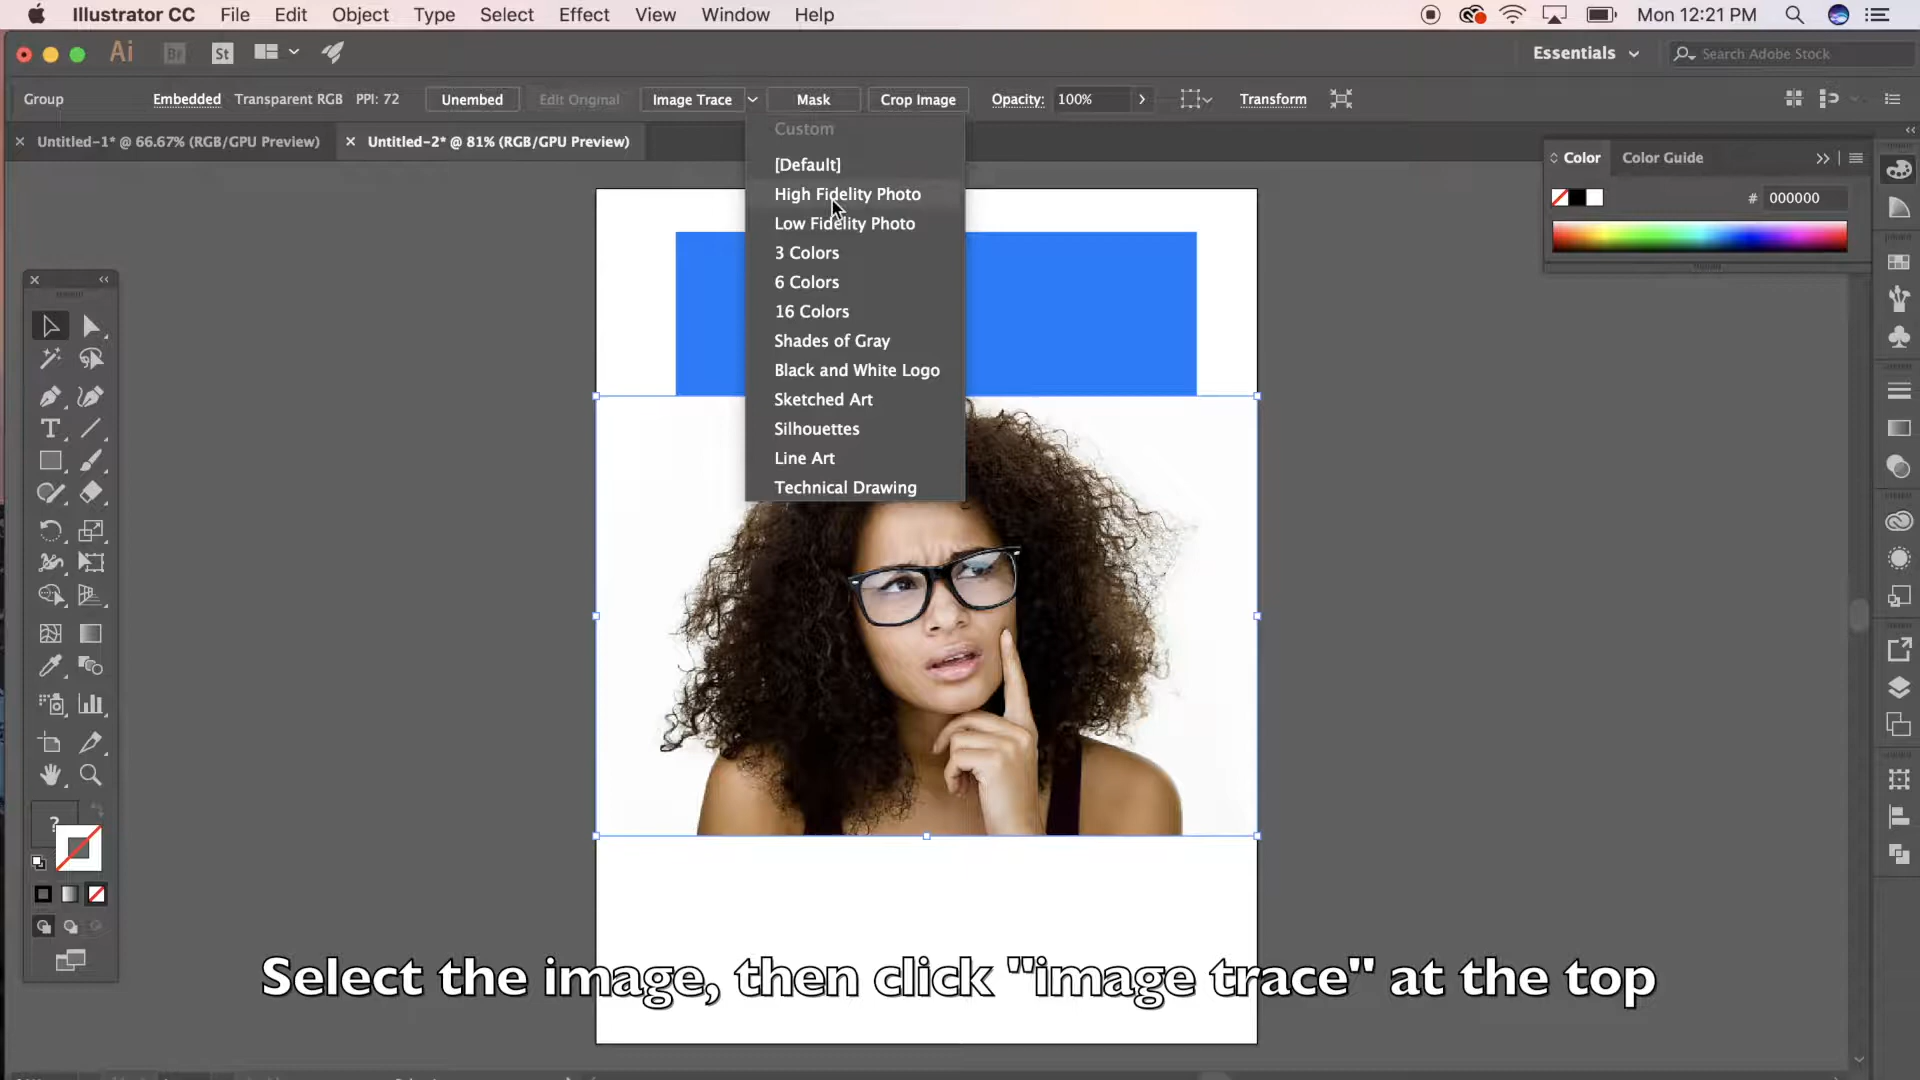 Illustrator CC File Edit Object Type Select Effect View Window Help Mon 12:21 PM
Ai Br St Essentials Search Adobe Stock
Group Embedded Transparent RGB PPI: 72 Unembed Edit Original Image Trace Mask Crop Image Opacity: 100% Transform
Untitled-1* @ 66.67% (RGB/GPU Preview) Untitled-2* @ 81% (RGB/GPU Preview)
Custom
[Default]
High Fidelity Photo
Low Fidelity Photo
3 Colors
6 Colors
16 Colors
Shades of Gray
Black and White Logo
Sketched Art
Silhouettes
Line Art
Technical Drawing
Color Color Guide
# 000000
T
?
Select the image, then click "image trace" at the top